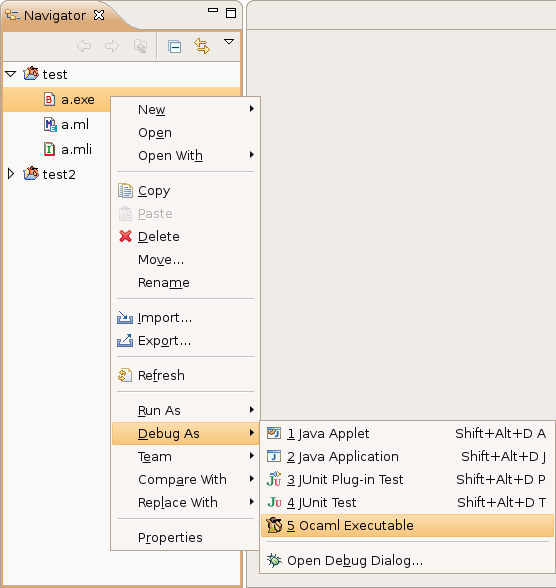 Navigator
test
a.exe
a.ml
a.mli
test2
New
Open
Open With
Copy
Paste
Delete
Move...
Rename
Import...
Export...
Refresh
Run As
Debug As
Team
Compare With
Replace With
Properties
1 Java Applet Shift+Alt+D A
2 Java Application Shift+Alt+D J
3 JUnit Plug-in Test Shift+Alt+D P
4 JUnit Test Shift+Alt+D T
5 Ocaml Executable
Open Debug Dialog...